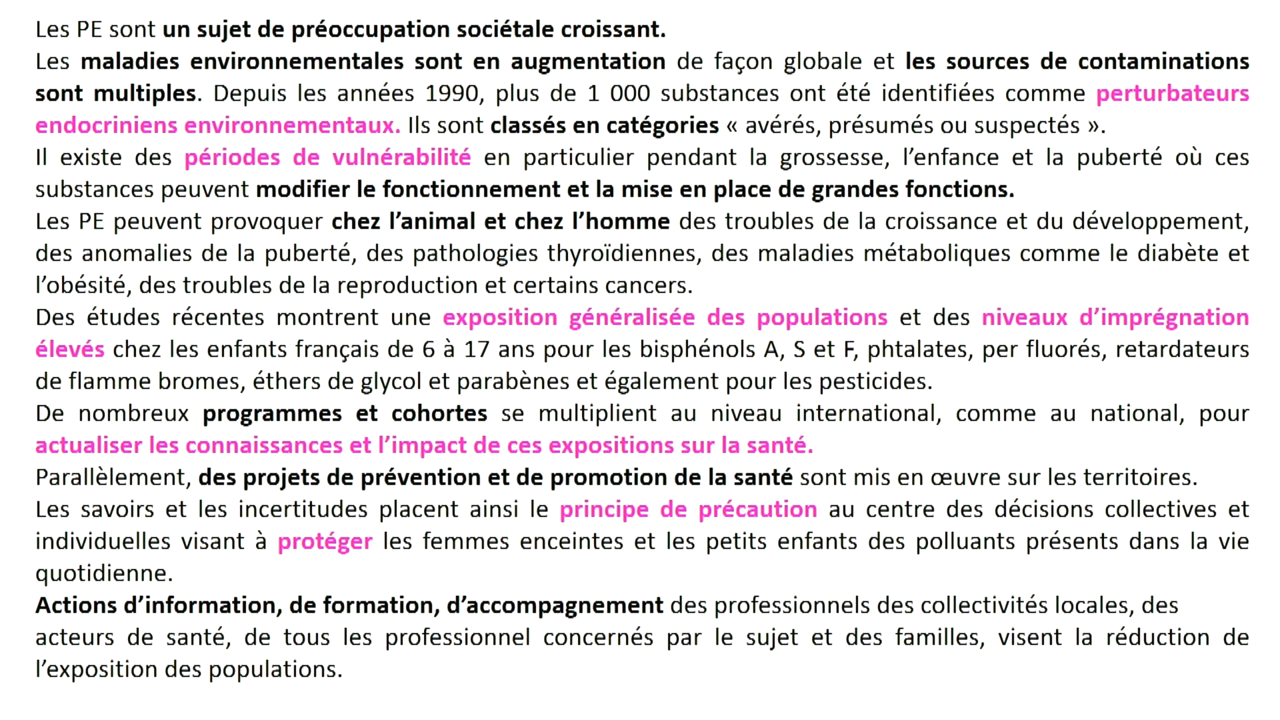 Les PE sont un sujet de préoccupation sociétale croissant.
Les maladies environnementales sont en augmentation de façon globale et les sources de contaminations
sont multiples. Depuis les années 1990, plus de 1 000 substances ont été identifiées comme perturbateurs
endocriniens environnementaux. Ils sont classés en catégories « avérés, présumés ou suspectés ».
Il existe des périodes de vulnérabilité en particulier pendant la grossesse, l’enfance et la puberté où ces
substances peuvent modifier le fonctionnement et la mise en place de grandes fonctions.
Les PE peuvent provoquer chez l’animal et chez l’homme des troubles de la croissance et du développement,
des anomalies de la puberté, des pathologies thyroïdiennes, des maladies métaboliques comme le diabète et
l’obésité, des troubles de la reproduction et certains cancers.
Des études récentes montrent une exposition généralisée des populations et des niveaux d’imprégnation
élevés chez les enfants français de 6 à 17 ans pour les bisphénols A, S et F, phtalates, per fluorés, retardateurs
de flamme bromes, éthers de glycol et parabènes et également pour les pesticides.
De nombreux programmes et cohortes se multiplient au niveau international, comme au national, pour
actualiser les connaissances et l’impact de ces expositions sur la santé.
Parallèlement, des projets de prévention et de promotion de la santé sont mis en œuvre sur les territoires.
Les savoirs et les incertitudes placent ainsi le principe de précaution au centre des décisions collectives et
individuelles visant à protéger les femmes enceintes et les petits enfants des polluants présents dans la vie
quotidienne.
Actions d’information, de formation, d’accompagnement des professionnels des collectivités locales, des
acteurs de santé, de tous les professionnel concernés par le sujet et des familles, visent la réduction de
l’exposition des populations.